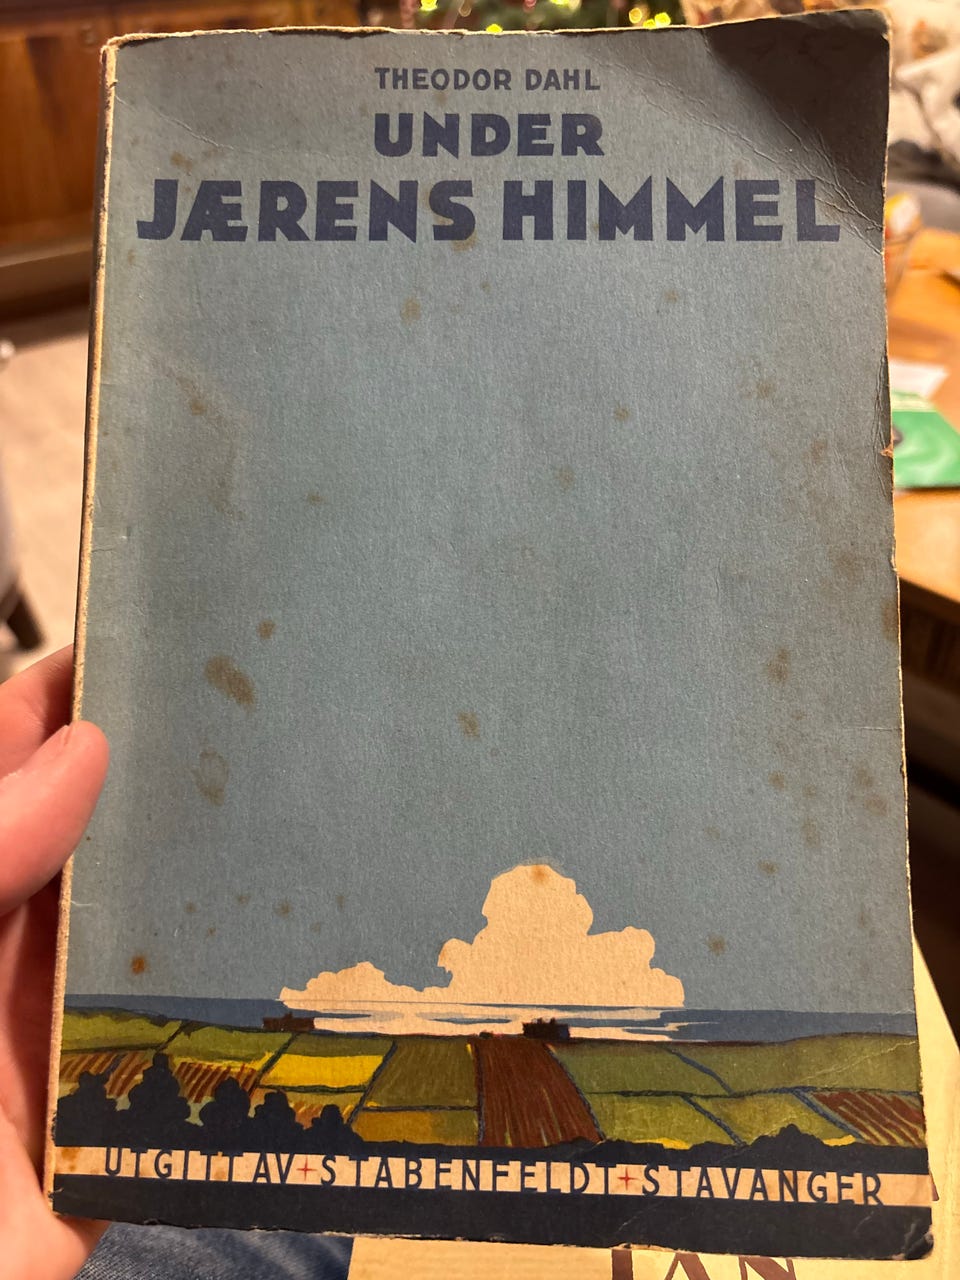 THEODOR DAHL
UNDER
JÆRENS HIMMEL
UTGITT AV + STABENFELDT + STAVANGER